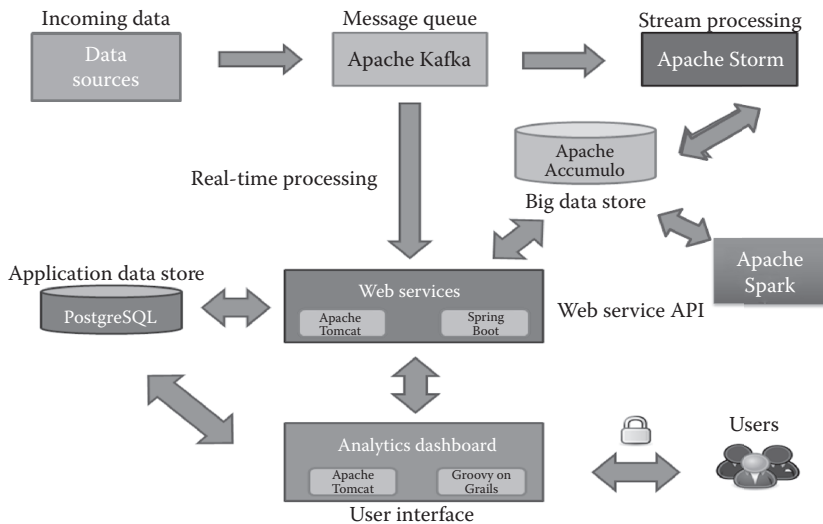 Incoming data
Data
sources
Message queue
Apache Kafka
Stream processing
Apache Storm
Real-time processing
Apache
Accumulo
Big data store
Apache
Spark
Application data store
PostgreSQL
Web services
Apache
Tomcat
Spring
Boot
Web service API
Analytics dashboard
Apache
Tomcat
Groovy on
Grails
User interface
Users